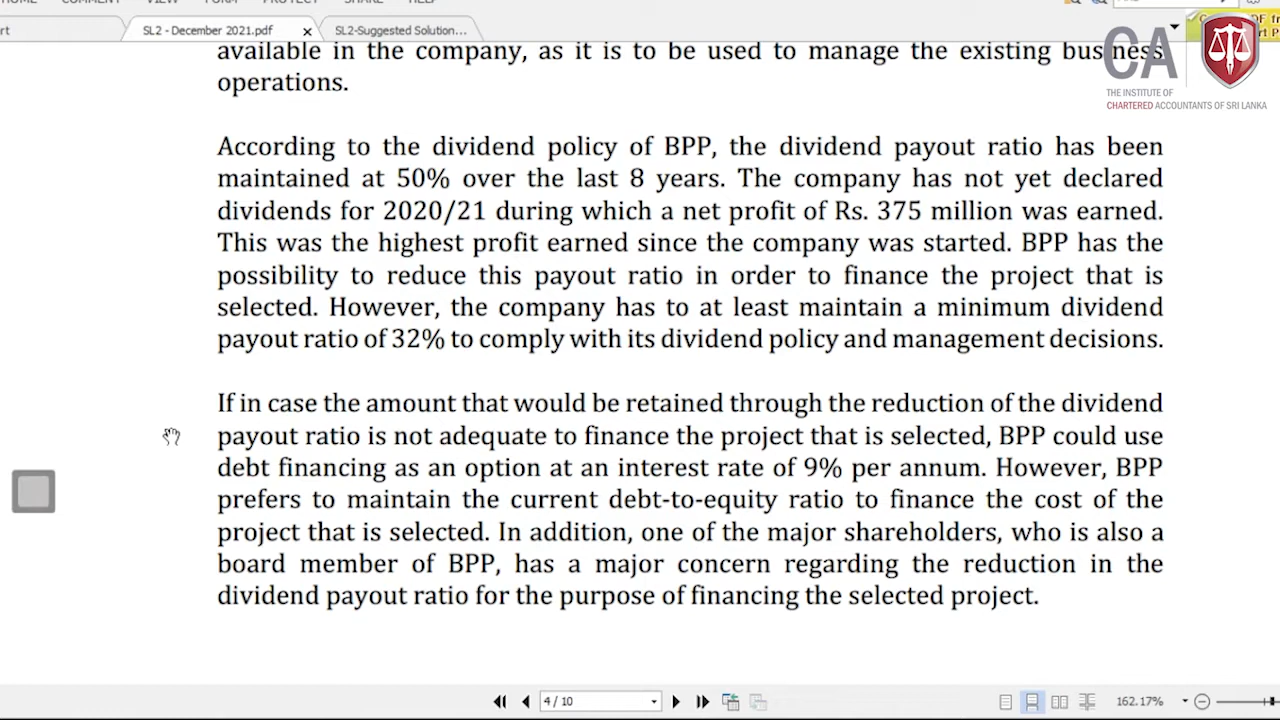 SL2 - December 2021.pdf
SL2-Suggested Solution...
CA
THE INSTITUTE OF
CHARTERED ACCOUNTANTS OF SRI LANKA
available in the company, as it is to be used to manage the existing business
operations.
According to the dividend policy of BPP, the dividend payout ratio has been
maintained at 50% over the last 8 years. The company has not yet declared
dividends for 2020/21 during which a net profit of Rs. 375 million was earned.
This was the highest profit earned since the company was started. BPP has the
possibility to reduce this payout ratio in order to finance the project that is
selected. However, the company has to at least maintain a minimum dividend
payout ratio of 32% to comply with its dividend policy and management decisions.
If in case the amount that would be retained through the reduction of the dividend
payout ratio is not adequate to finance the project that is selected, BPP could use
debt financing as an option at an interest rate of 9% per annum. However, BPP
prefers to maintain the current debt-to-equity ratio to finance the cost of the
project that is selected. In addition, one of the major shareholders, who is also a
board member of BPP, has a major concern regarding the reduction in the
dividend payout ratio for the purpose of financing the selected project.
4 / 10
162.17%